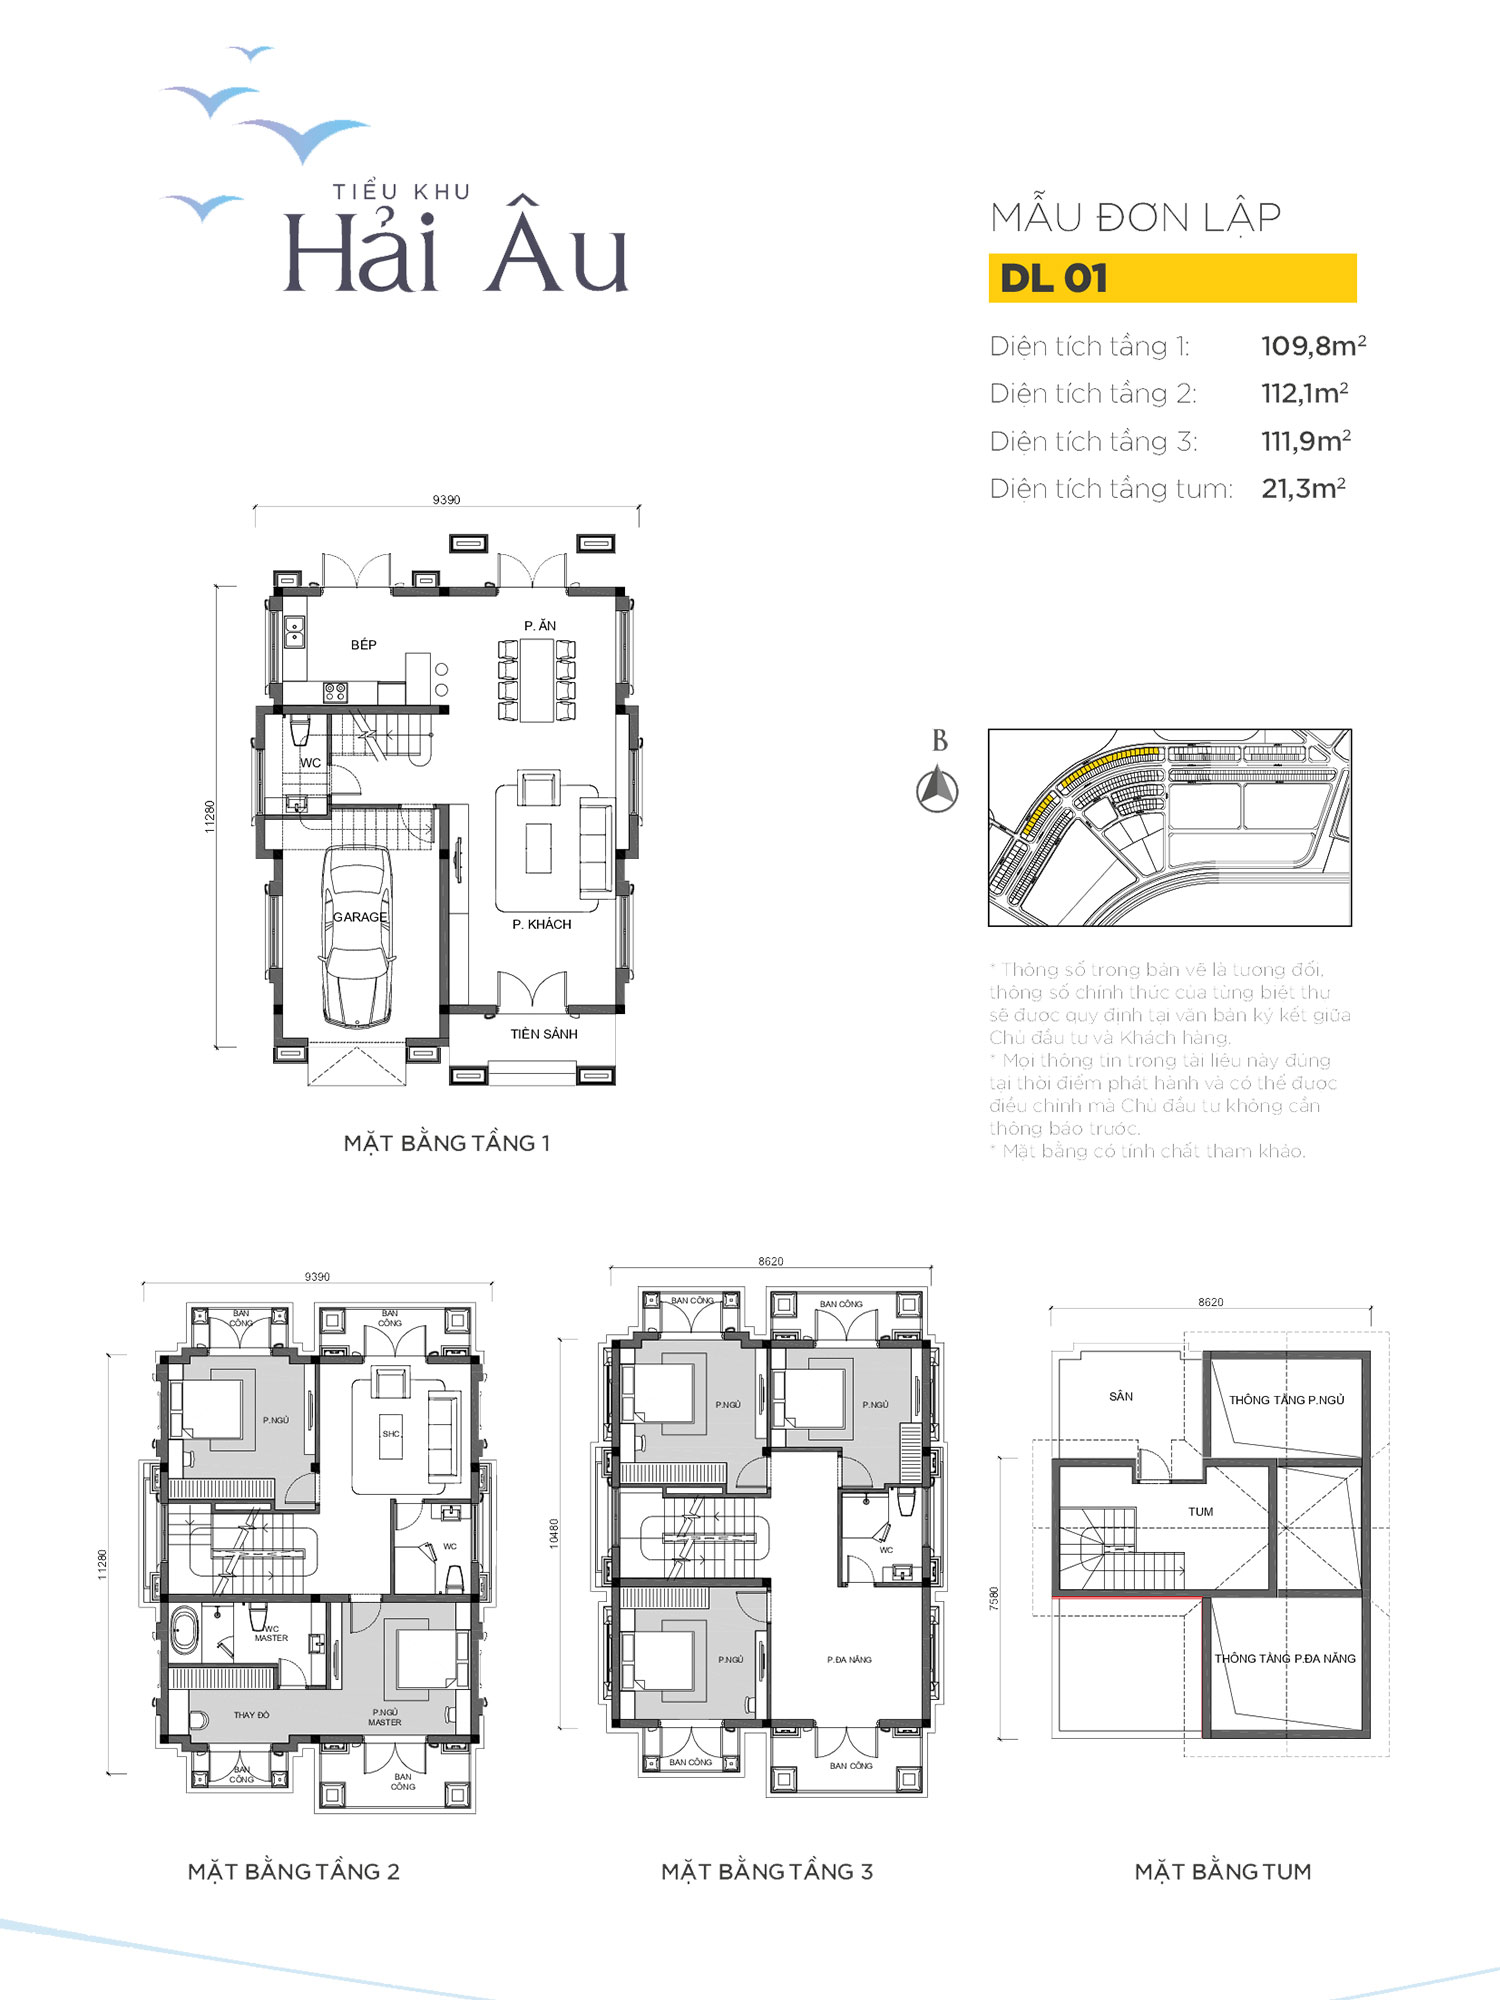 TIỂU KHU
Hải Âu
MẪU ĐƠN LẬP
DL 01
Diện tích tầng 1: 109,8m²
Diện tích tầng 2: 112,1m²
Diện tích tầng 3: 111,9m²
Diện tích tầng tum: 21,3m²
9390
11280
BẾP
P. ĂN
WC
GARAGE
P. KHÁCH
TIỀN SẢNH
MẶT BẰNG TẦNG 1
B
* Thông số trong bản vẽ là tương đối,
thông số chính thức của từng biệt thự
sẽ được quy định tại văn bản ký kết giữa
Chủ đầu tư và Khách hàng.
* Mọi thông tin trong tài liệu này đúng
tại thời điểm phát hành và có thể được
điều chỉnh mà Chủ đầu tư không cần
thông báo trước.
* Mặt bằng có tính chất tham khảo.
9390
11280
BAN
CÔNG
BAN
CÔNG
P.NGỦ
SHC
WC
WC
MASTER
THAY ĐỒ
P.NGỦ
MASTER
BAN
CÔNG
BAN
CÔNG
MẶT BẰNG TẦNG 2
8620
10480
BAN CÔNG
BAN CÔNG
P.NGỦ
P.NGỦ
WC
P.NGỦ
P.ĐA NĂNG
BAN CÔNG
BAN CÔNG
MẶT BẰNG TẦNG 3
8620
7580
SÂN
THÔNG TẦNG P.NGỦ
TUM
THÔNG TẦNG P.ĐA NĂNG
MẶT BẰNG TUM